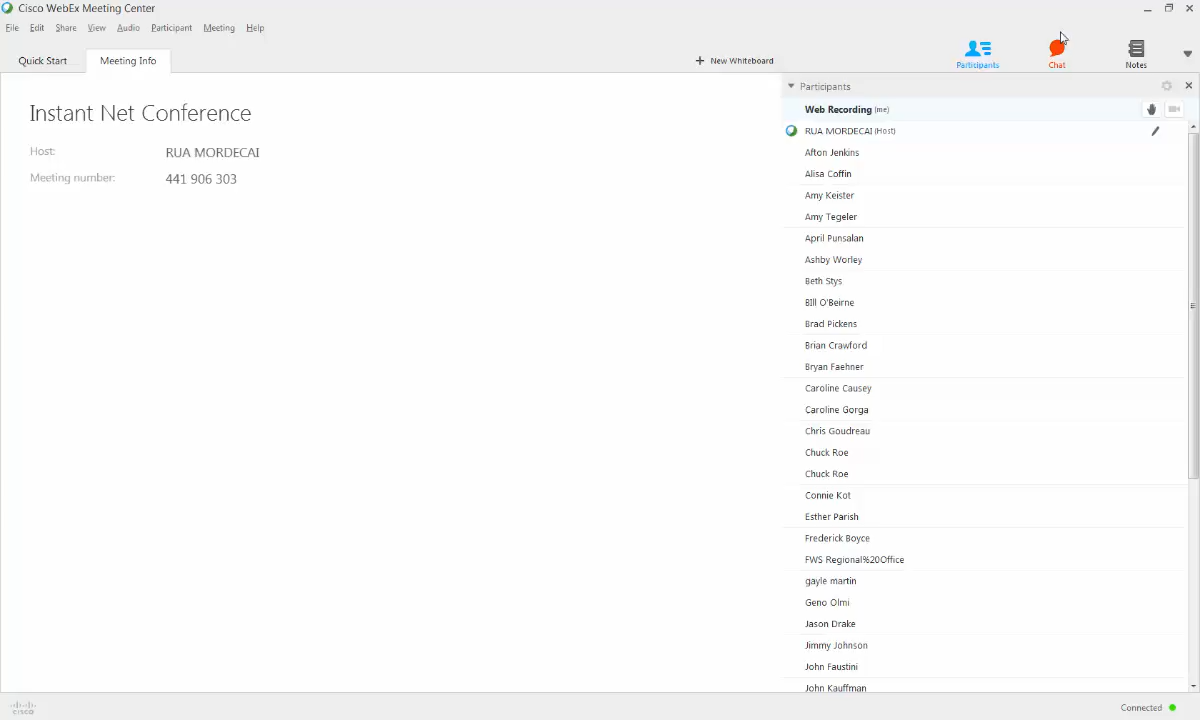 Cisco WebEx Meeting Center
File Edit Share View Audio Participant Meeting Help
Quick Start Meeting Info + New Whiteboard Participants Chat Notes
Participants
Instant Net Conference
Host: RUA MORDECAI
Meeting number: 441 906 303
Web Recording (me)
RUA MORDECAI (Host)
Afton Jenkins
Alisa Coffin
Amy Keister
Amy Tegeler
April Punsalan
Ashby Worley
Beth Stys
BIll O'Beirne
Brad Pickens
Brian Crawford
Bryan Faehner
Caroline Causey
Caroline Gorga
Chris Goudreau
Chuck Roe
Chuck Roe
Connie Kot
Esther Parish
Frederick Boyce
FWS Regional%20Office
gayle martin
Geno Olmi
Jason Drake
Jimmy Johnson
John Faustini
John Kauffman
CISCO
Connected